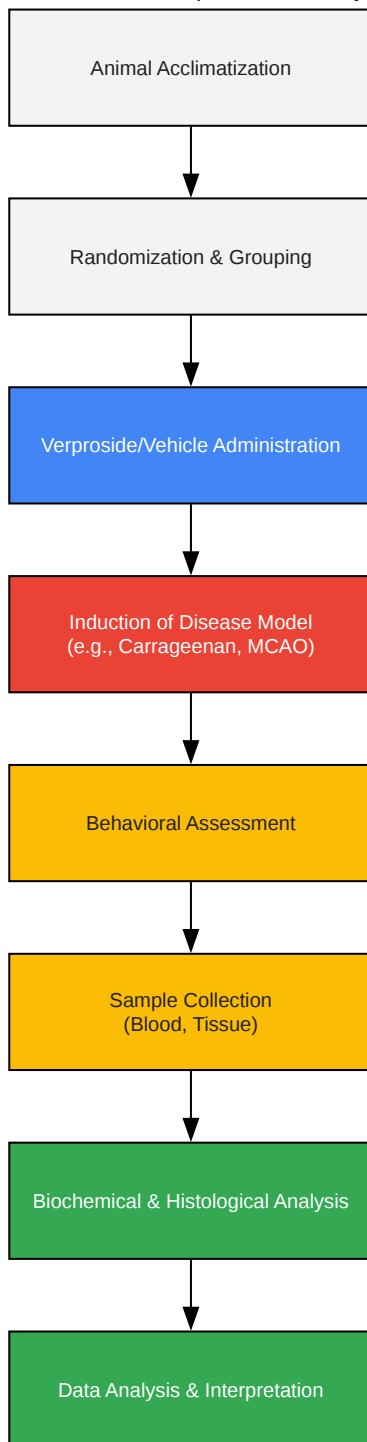 Animal Acclimatization
Randomization & Grouping
Verproside/Vehicle Administration
Induction of Disease Model
(e.g., Carrageenan, MCAO)
Behavioral Assessment
Sample Collection
(Blood, Tissue)
Biochemical & Histological Analysis
Data Analysis & Interpretation